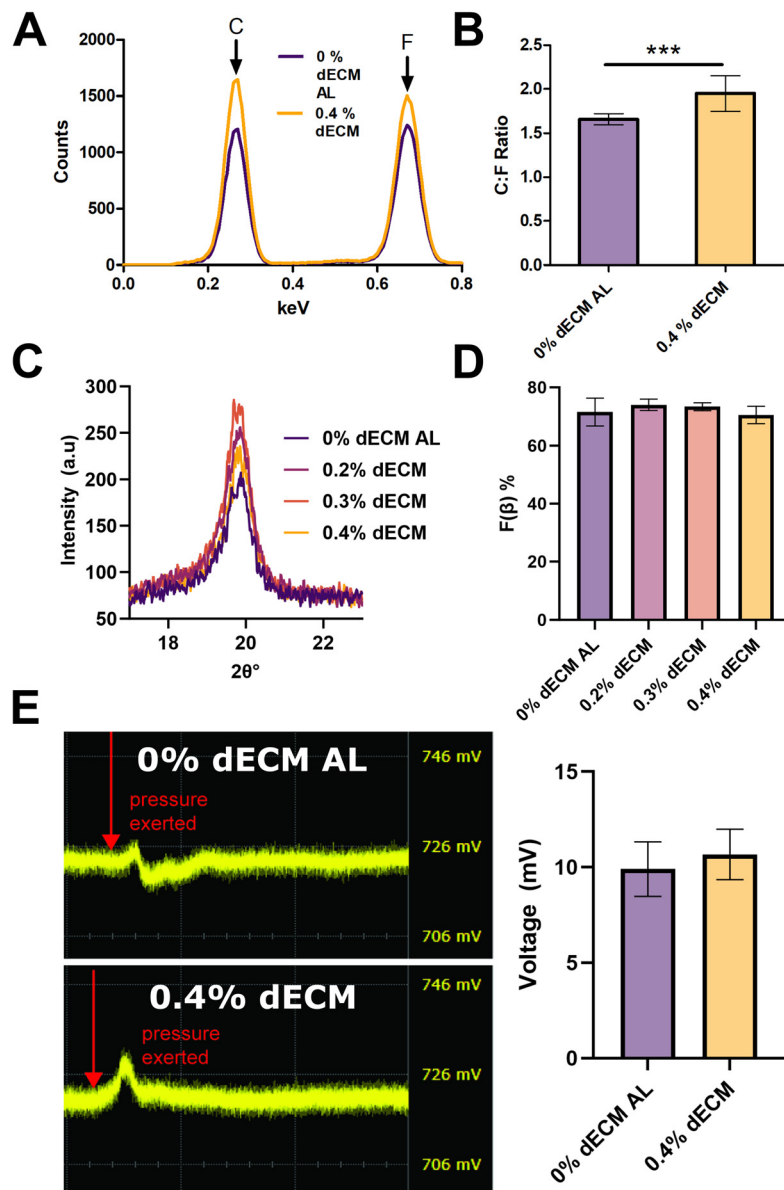 A
C
F
2000
1500
1000
500
0
Counts
0.0
0.2
0.4
0.6
0.8
keV
0 %
dECM
AL
0.4 %
dECM
B
***
2.5
2.0
1.5
1.0
0.5
0.0
C:F Ratio
0% dECM AL
0.4 % dECM
C
300
250
200
150
100
50
Intensity (a.u)
18
20
22
2θ°
0% dECM AL
0.2% dECM
0.3% dECM
0.4% dECM
D
80
60
40
20
0
F(β) %
0% dECM AL
0.2% dECM
0.3% dECM
0.4% dECM
E
0% dECM AL
pressure
exerted
746 mV
726 mV
706 mV
0.4% dECM
pressure
exerted
746 mV
726 mV
706 mV
15
10
5
0
Voltage (mV)
0% dECM AL
0.4% dECM